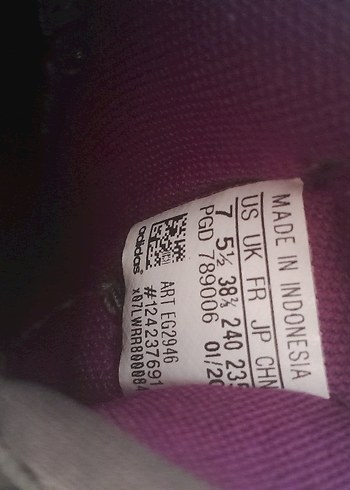 MADE IN INDONESIA
US UK FR JP CHN
7 5½ 38⅔ 240 235
PGD 789006 01/20
ART EG2946
#124237691
x07LWRR800084
adidas